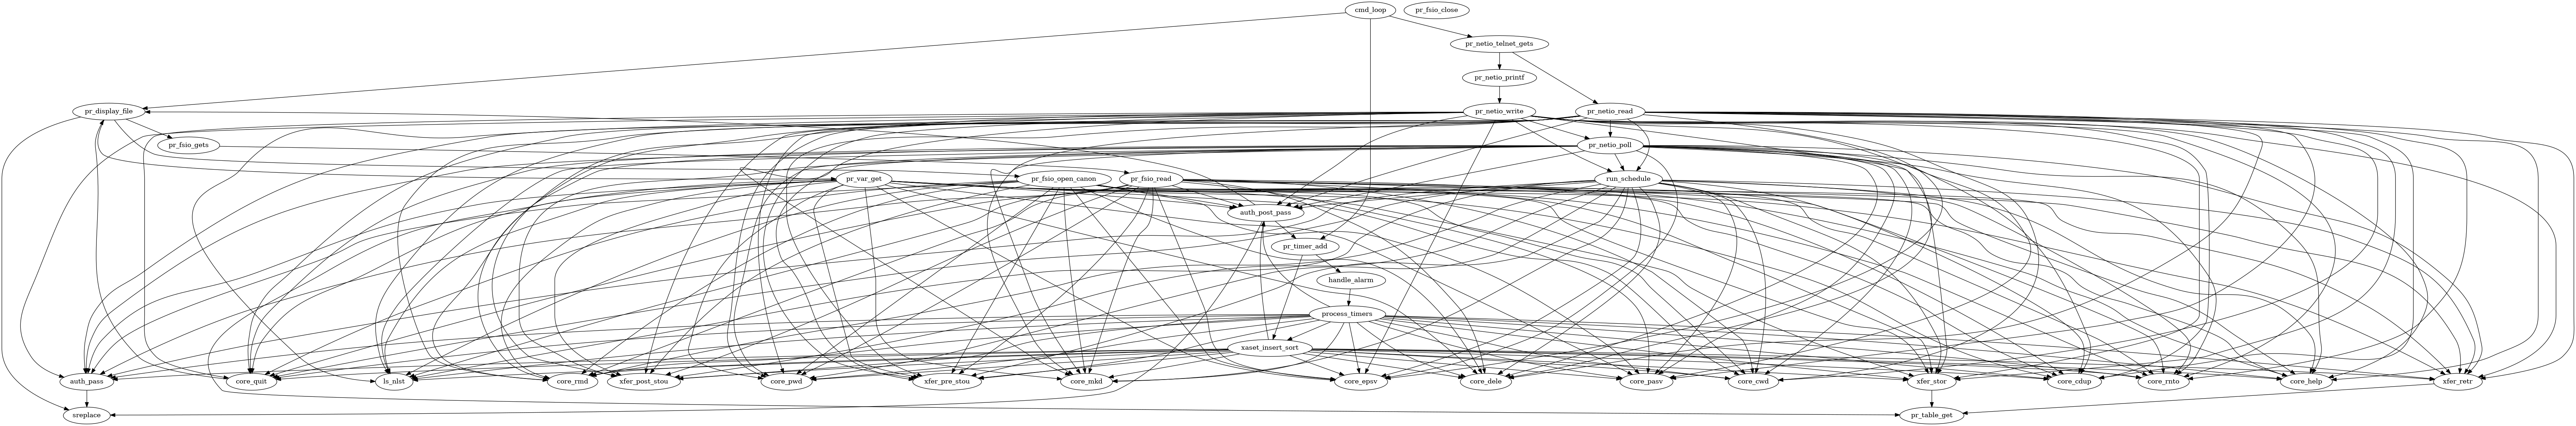 cmd_loop
pr_fsio_close
pr_netio_telnet_gets
pr_netio_printf
pr_display_file
pr_netio_write
pr_netio_read
pr_fsio_gets
pr_netio_poll
pr_var_get
pr_fsio_open_canon
pr_fsio_read
run_schedule
auth_post_pass
pr_timer_add
handle_alarm
process_timers
xaset_insert_sort
auth_pass
core_quit
ls_nlst
core_rmd
xfer_post_stou
core_pwd
xfer_pre_stou
core_mkd
core_epsv
core_dele
core_pasv
core_cwd
xfer_stor
core_cdup
core_rnto
core_help
xfer_retr
sreplace
pr_table_get